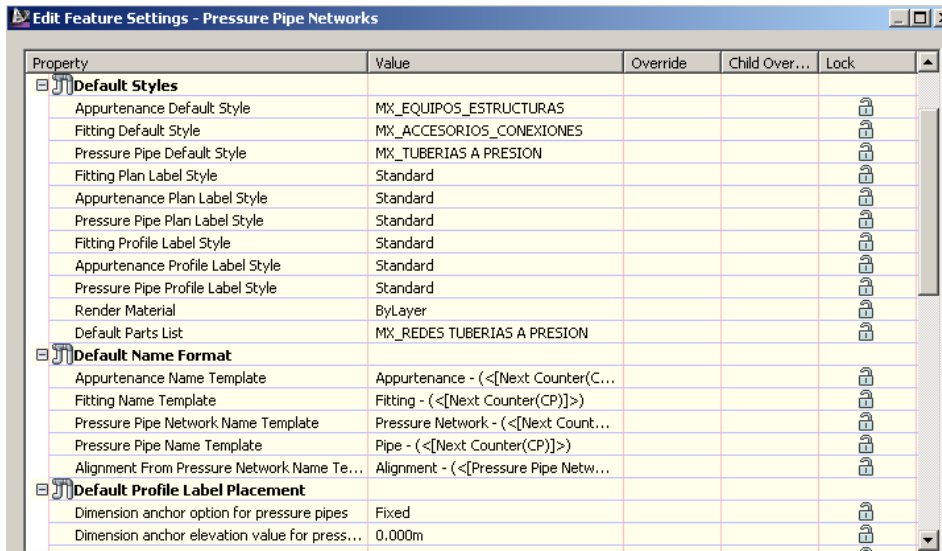 Edit Feature Settings - Pressure Pipe Networks
Property Value Override Child Over... Lock
Default Styles
Appurtenance Default Style MX_EQUIPOS_ESTRUCTURAS
Fitting Default Style MX_ACCESORIOS_CONEXIONES
Pressure Pipe Default Style MX_TUBERIAS A PRESION
Fitting Plan Label Style Standard
Appurtenance Plan Label Style Standard
Pressure Pipe Plan Label Style Standard
Fitting Profile Label Style Standard
Appurtenance Profile Label Style Standard
Pressure Pipe Profile Label Style Standard
Render Material ByLayer
Default Parts List MX_REDES TUBERIAS A PRESION
Default Name Format
Appurtenance Name Template Appurtenance - (<[Next Counter(C...
Fitting Name Template Fitting - (<[Next Counter(CP)]>)
Pressure Pipe Network Name Template Pressure Network - (<[Next Count...
Pressure Pipe Name Template Pipe - (<[Next Counter(CP)]>)
Alignment From Pressure Network Name Te... Alignment - (<[Pressure Pipe Netw...
Default Profile Label Placement
Dimension anchor option for pressure pipes Fixed
Dimension anchor elevation value for press... 0.000m